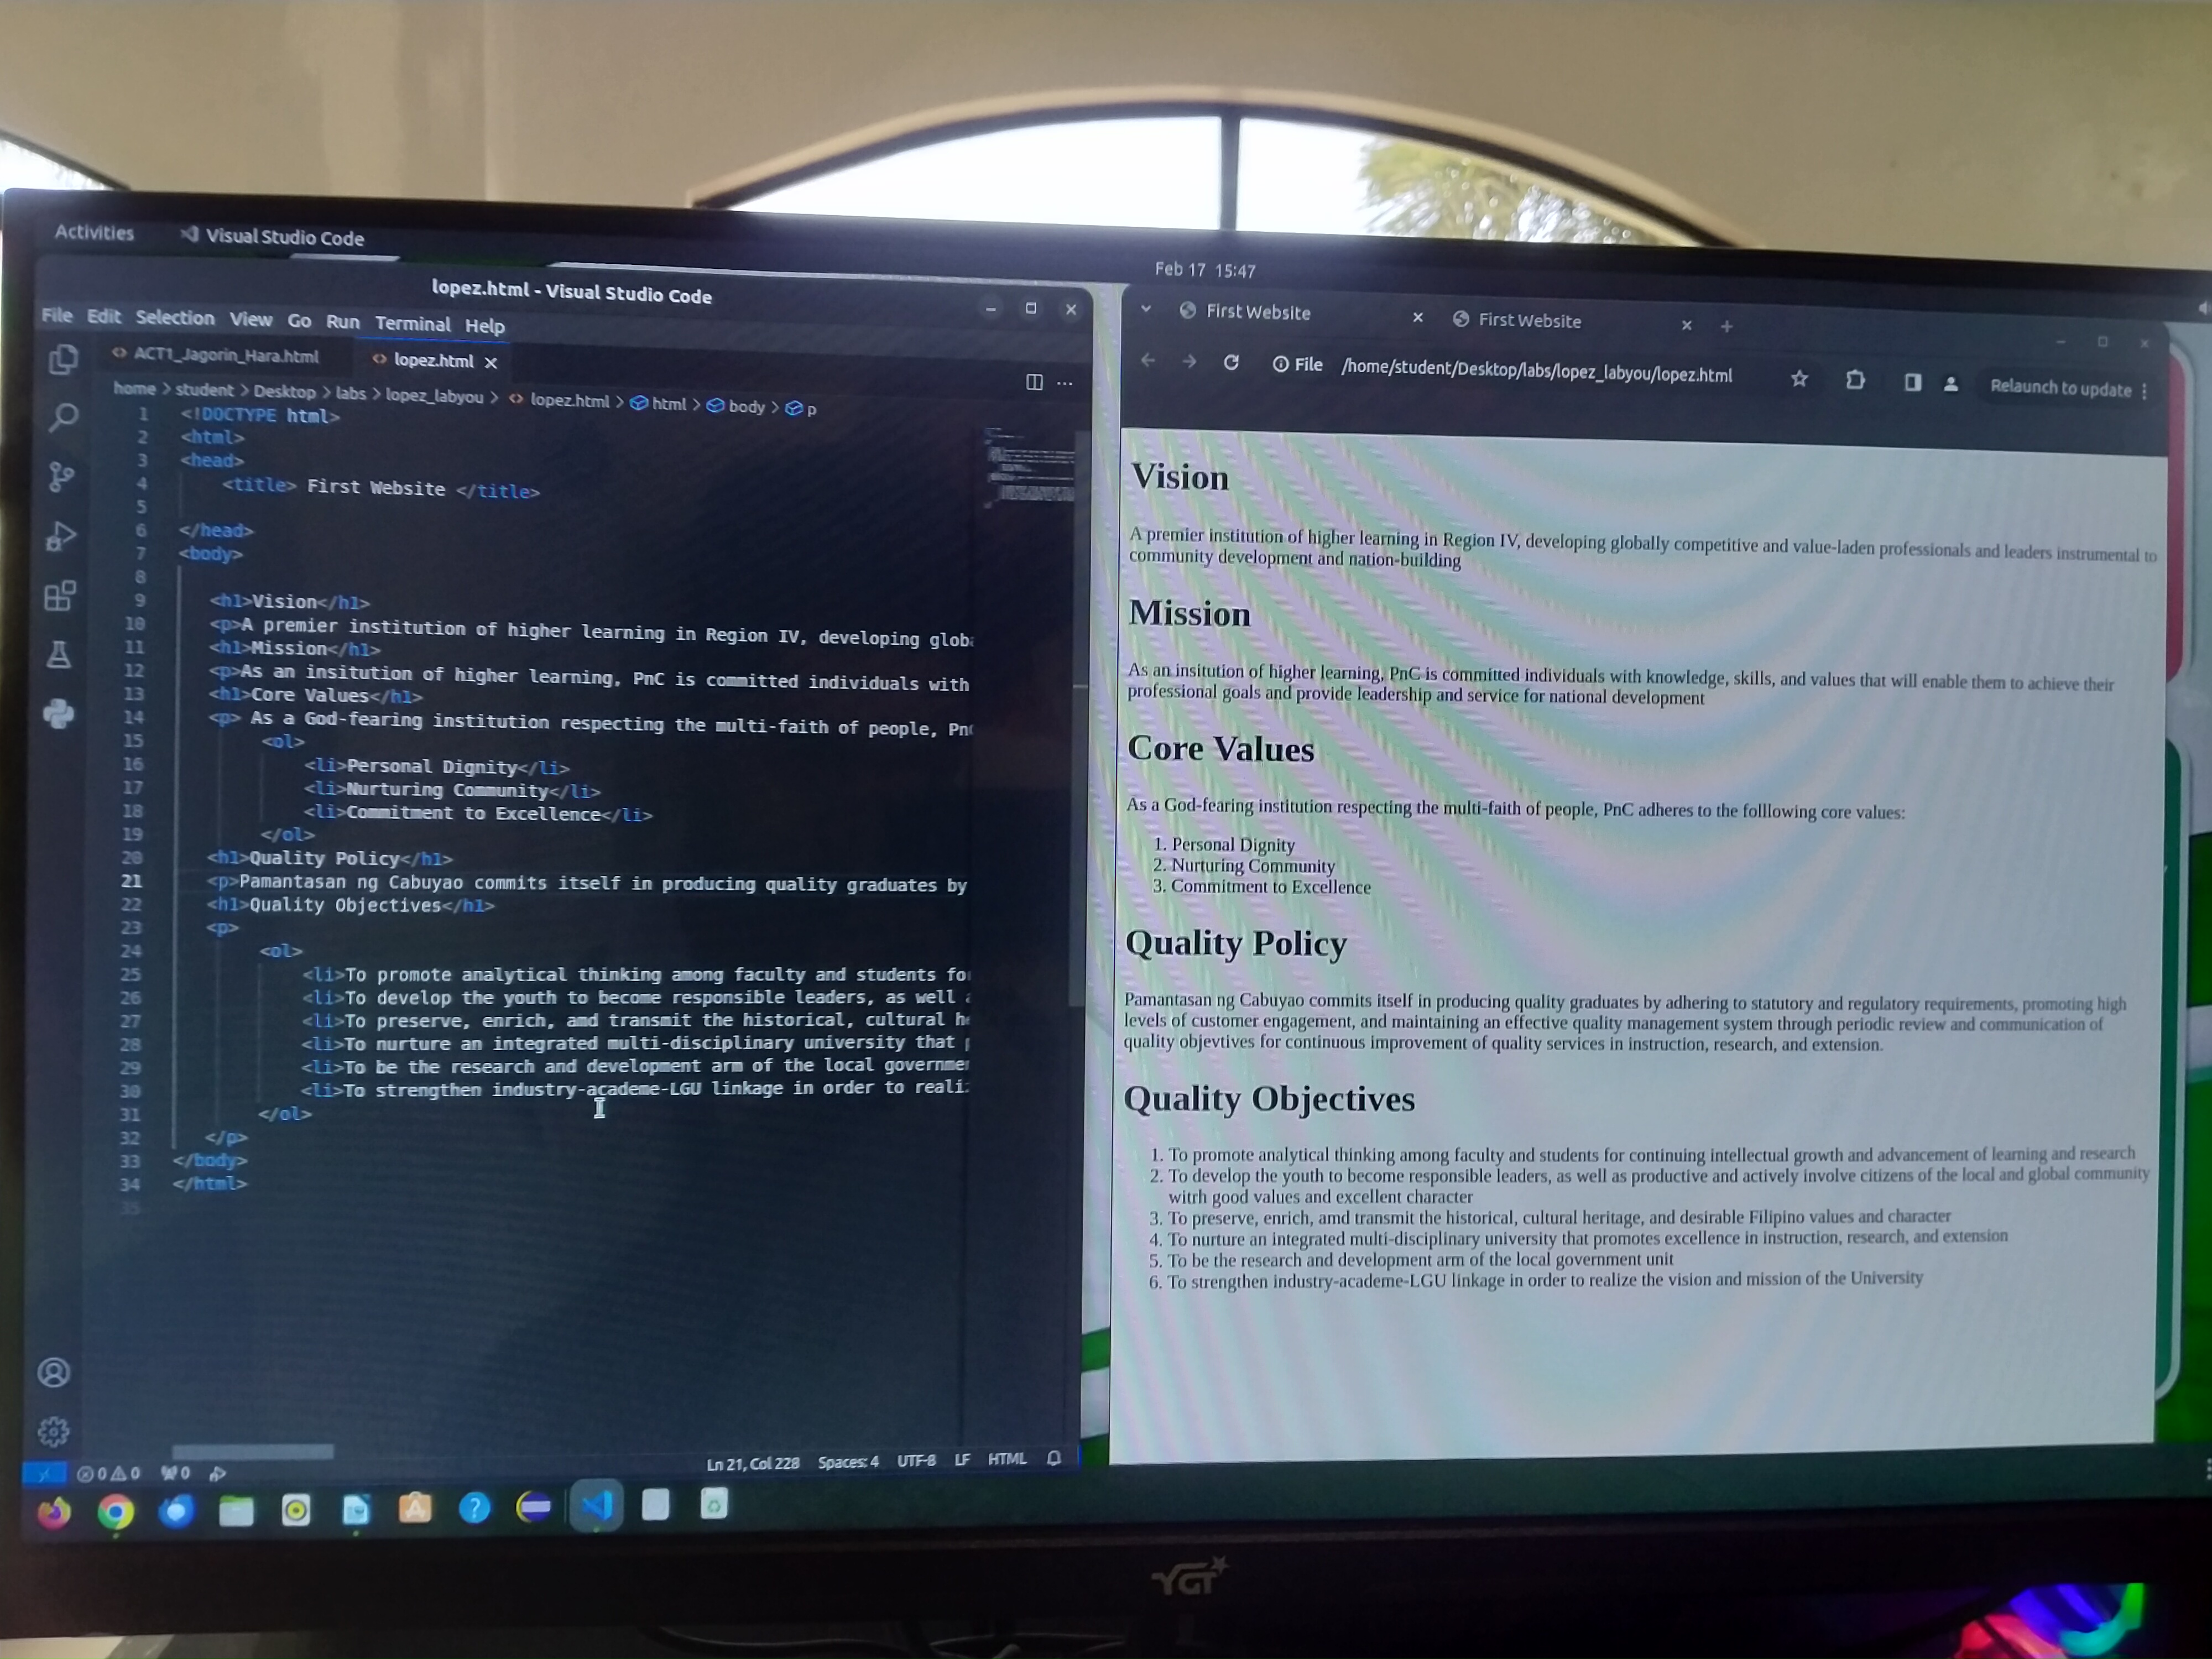 Activities
Visual Studio Code
Feb 17 15:47
lopez.html - Visual Studio Code
File Edit Selection View Go Run Terminal Help
ACT1_Jagorin_Hara.html
lopez.html
home > student > Desktop > labs > lopez_labyou > lopez.html > html > body > p
1 <!DOCTYPE html>
2 <html>
3 <head>
4 <title> First Website </title>
5
6 </head>
7 <body>
8
9 <h1>Vision</h1>
10 <p>A premier institution of higher learning in Region IV, developing globa
11 <h1>Mission</h1>
12 <p>As an insitution of higher learning, PnC is committed individuals with
13 <h1>Core Values</h1>
14 <p> As a God-fearing institution respecting the multi-faith of people, PnC
15 <ol>
16 <li>Personal Dignity</li>
17 <li>Nurturing Community</li>
18 <li>Commitment to Excellence</li>
19 </ol>
20 <h1>Quality Policy</h1>
21 <p>Pamantasan ng Cabuyao commits itself in producing quality graduates by
22 <h1>Quality Objectives</h1>
23 <p>
24 <ol>
25 <li>To promote analytical thinking among faculty and students fo
26 <li>To develop the youth to become responsible leaders, as well
27 <li>To preserve, enrich, amd transmit the historical, cultural h
28 <li>To nurture an integrated multi-disciplinary university that
29 <li>To be the research and development arm of the local governme
30 <li>To strengthen industry-academe-LGU linkage in order to reali
31 </ol>
32 </p>
33 </body>
34 </html>
35
0 0 0
Ln 21, Col 228 Spaces: 4 UTF-8 LF HTML
First Website
First Website
File /home/student/Desktop/labs/lopez_labyou/lopez.html
Relaunch to update
Vision
A premier institution of higher learning in Region IV, developing globally competitive and value-laden professionals and leaders instrumental to
community development and nation-building
Mission
As an insitution of higher learning, PnC is committed individuals with knowledge, skills, and values that will enable them to achieve their
professional goals and provide leadership and service for national development
Core Values
As a God-fearing institution respecting the multi-faith of people, PnC adheres to the folllowing core values:
1. Personal Dignity
2. Nurturing Community
3. Commitment to Excellence
Quality Policy
Pamantasan ng Cabuyao commits itself in producing quality graduates by adhering to statutory and regulatory requirements, promoting high
levels of customer engagement, and maintaining an effective quality management system through periodic review and communication of
quality objevtives for continuous improvement of quality services in instruction, research, and extension.
Quality Objectives
1. To promote analytical thinking among faculty and students for continuing intellectual growth and advancement of learning and research
2. To develop the youth to become responsible leaders, as well as productive and actively involve citizens of the local and global community
witrh good values and excellent character
3. To preserve, enrich, amd transmit the historical, cultural heritage, and desirable Filipino values and character
4. To nurture an integrated multi-disciplinary university that promotes excellence in instruction, research, and extension
5. To be the research and development arm of the local government unit
6. To strengthen industry-academe-LGU linkage in order to realize the vision and mission of the University
YGT